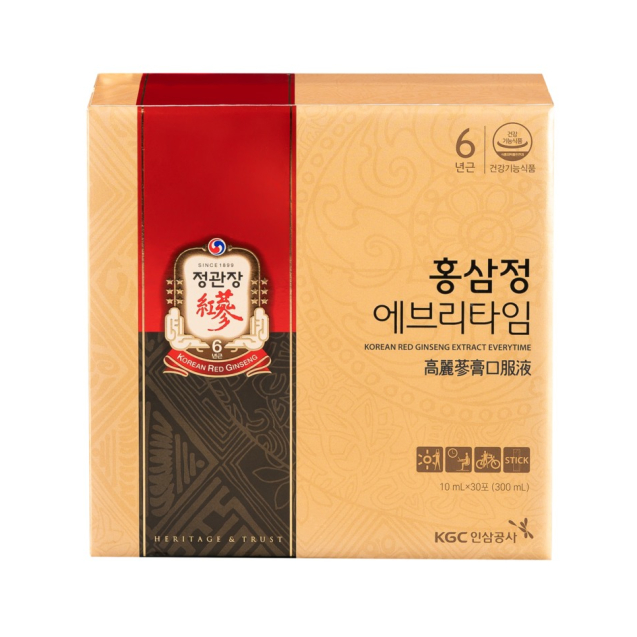 6
년근
건강
기능식품
건강기능식품
SINCE1899
정관장
紅蔘
6
년근
KOREAN RED GINSENG
홍삼정
에브리타임
KOREAN RED GINSENG EXTRACT EVERYTIME
高麗蔘膏口服液
STICK
10 mL×30포 (300 mL)
HERITAGE & TRUST
KGC 인삼공사